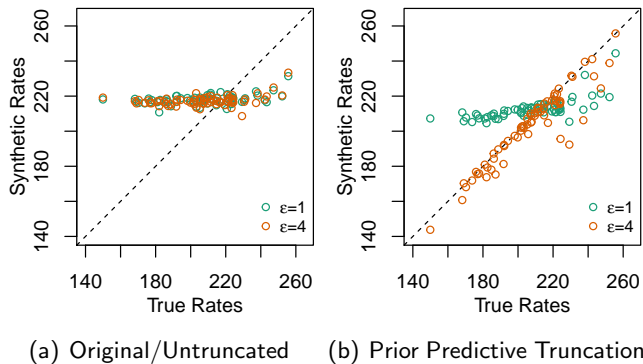 260
220
180
140
Synthetic Rates
ε=1
ε=4
140
180
220
260
True Rates
(a) Original/Untruncated
260
220
180
140
Synthetic Rates
ε=1
ε=4
140
180
220
260
True Rates
(b) Prior Predictive Truncation